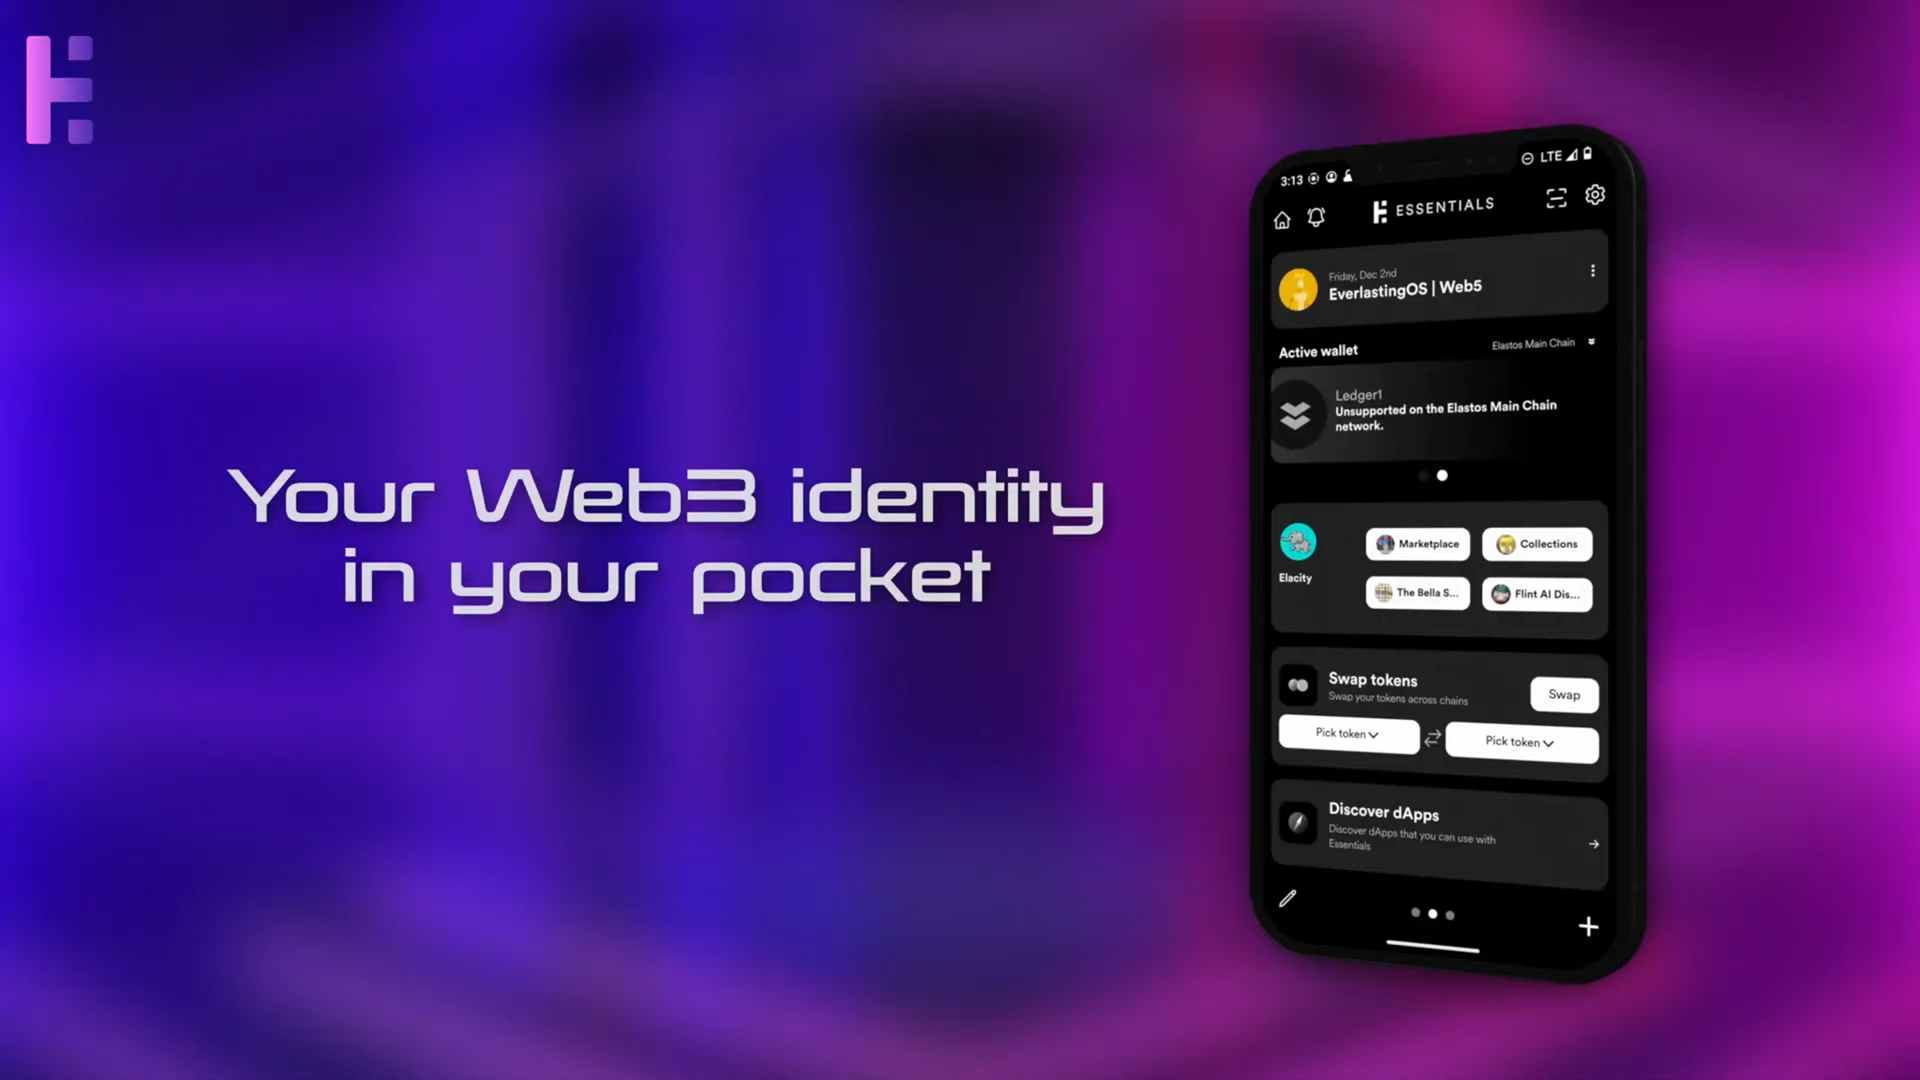 Your Web3 identity
in your pocket
3:13
LTE
ESSENTIALS
Friday, Dec 2nd
EverlastingOS | Web5
Active wallet
Elastos Main Chain
Ledger1
Unsupported on the Elastos Main Chain
network.
Elacity
Marketplace
Collections
The Bella S...
Flint AI Dis...
Swap tokens
Swap your tokens across chains
Swap
Pick token
Pick token
Discover dApps
Discover dApps that you can use with
Essentials